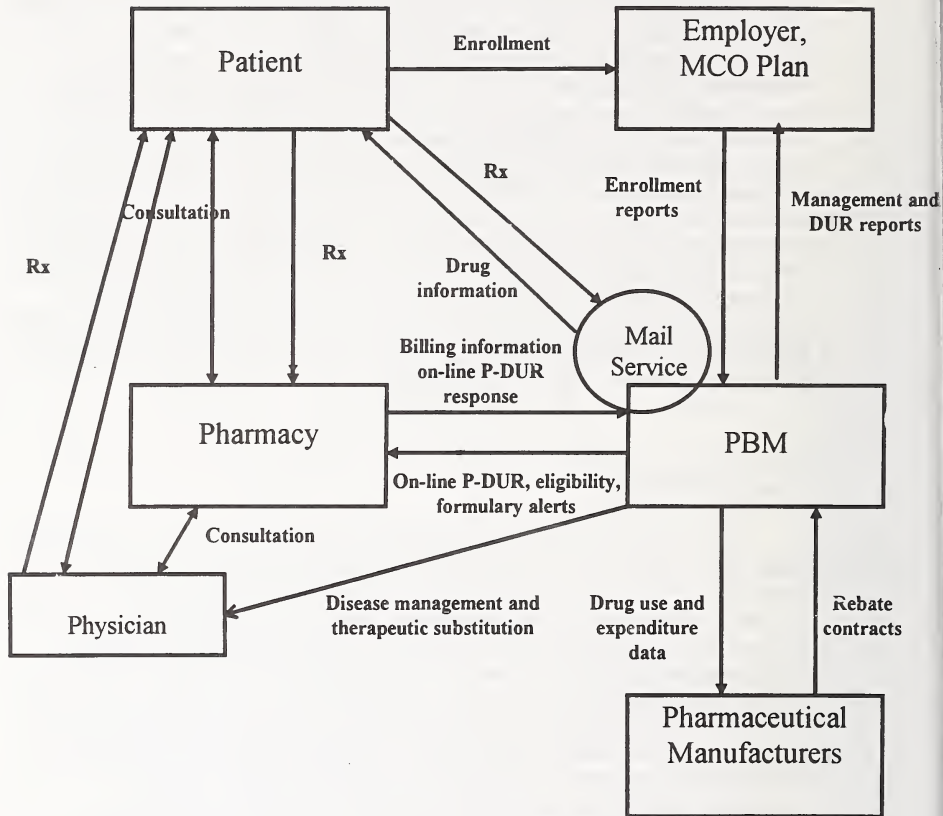 Patient
Enrollment
Employer,
MCO Plan
Rx
Consultation
Rx
Rx
Drug
information
Enrollment
reports
Management and
DUR reports
Mail
Service
Billing information
on-line P-DUR
response
Pharmacy
PBM
On-line P-DUR, eligibility,
formulary alerts
Consultation
Physician
Disease management and
therapeutic substitution
Drug use and
expenditure
data
Rebate
contracts
Pharmaceutical
Manufacturers